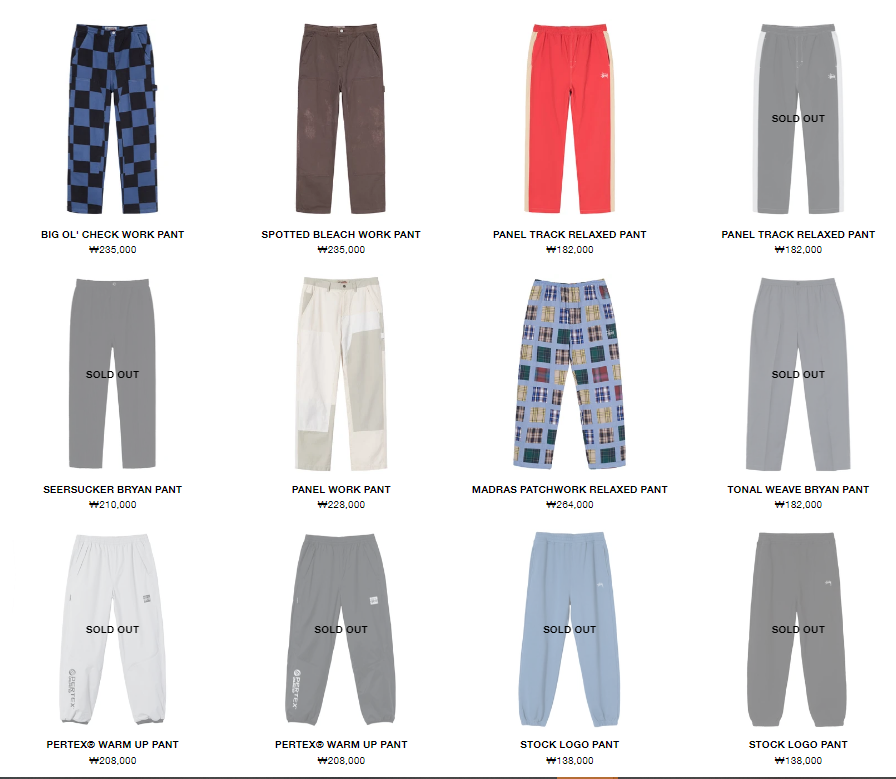 SOLD OUT
BIG OL' CHECK WORK PANT
SPOTTED BLEACH WORK PANT
PANEL TRACK RELAXED PANT
PANEL TRACK RELAXED PANT
₩235,000
₩235,000
₩182,000
₩182,000
SOLD OUT
SOLD OUT
SEERSUCKER BRYAN PANT
PANEL WORK PANT
MADRAS PATCHWORK RELAXED PANT
TONAL WEAVE BRYAN PANT
₩210,000
₩228,000
₩264,000
₩182,000
SOLD OUT
SOLD OUT
SOLD OUT
SOLD OUT
PERTEX
PERTEX
PERTEX® WARM UP PANT
PERTEX® WARM UP PANT
STOCK LOGO PANT
STOCK LOGO PANT
₩208,000
₩208,000
₩138,000
₩138,000